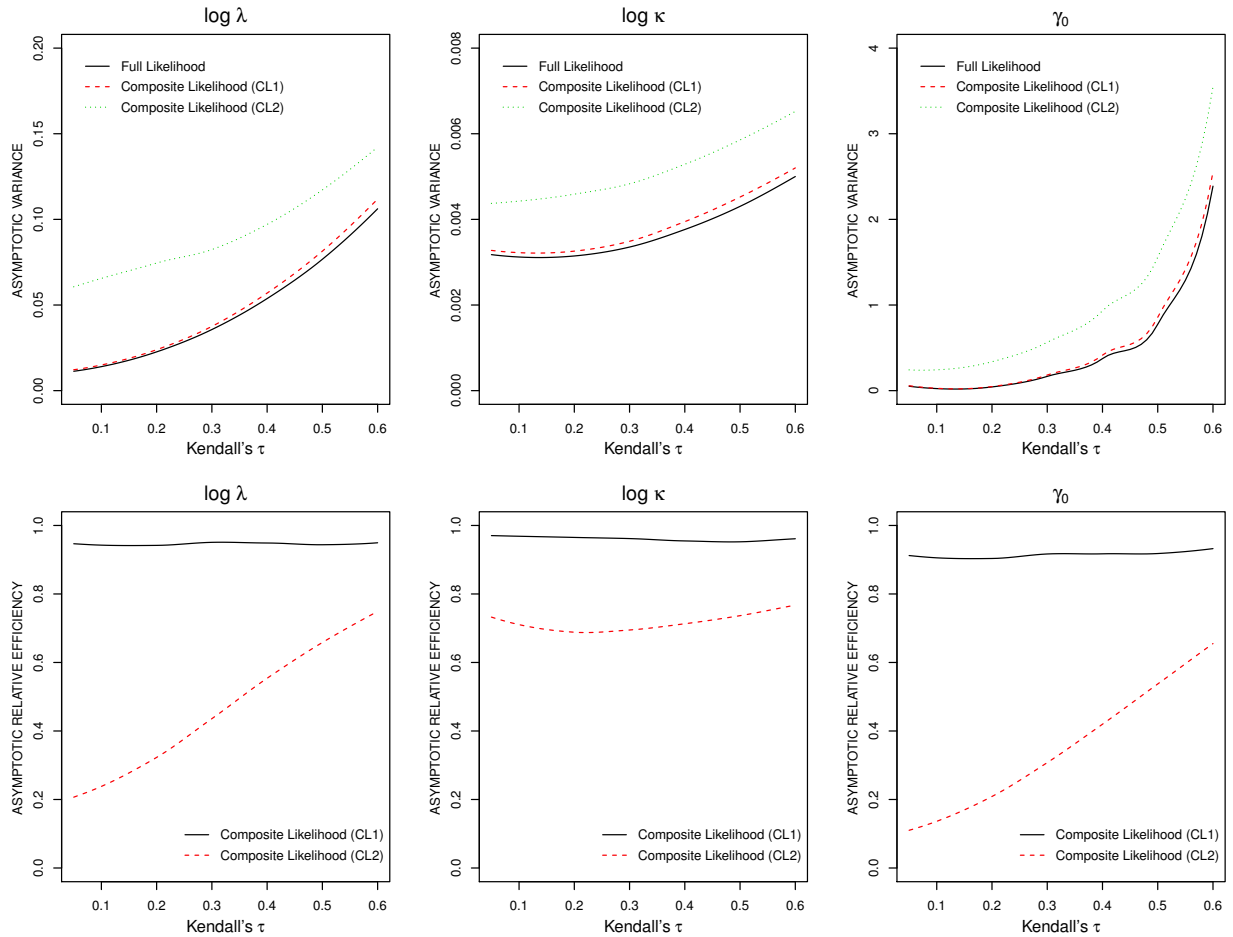 log λ
ASYMPTOTIC VARIANCE
0.00 0.05 0.10 0.15 0.20
Full Likelihood
Composite Likelihood (CL1)
Composite Likelihood (CL2)
0.1 0.2 0.3 0.4 0.5 0.6
Kendall's τ
log κ
ASYMPTOTIC VARIANCE
0.000 0.002 0.004 0.006 0.008
Full Likelihood
Composite Likelihood (CL1)
Composite Likelihood (CL2)
0.1 0.2 0.3 0.4 0.5 0.6
Kendall's τ
γ0
ASYMPTOTIC VARIANCE
0 1 2 3 4
Full Likelihood
Composite Likelihood (CL1)
Composite Likelihood (CL2)
0.1 0.2 0.3 0.4 0.5 0.6
Kendall's τ
log λ
ASYMPTOTIC RELATIVE EFFICIENCY
0.0 0.2 0.4 0.6 0.8 1.0
Composite Likelihood (CL1)
Composite Likelihood (CL2)
0.1 0.2 0.3 0.4 0.5 0.6
Kendall's τ
log κ
ASYMPTOTIC RELATIVE EFFICIENCY
0.0 0.2 0.4 0.6 0.8 1.0
Composite Likelihood (CL1)
Composite Likelihood (CL2)
0.1 0.2 0.3 0.4 0.5 0.6
Kendall's τ
γ0
ASYMPTOTIC RELATIVE EFFICIENCY
0.0 0.2 0.4 0.6 0.8 1.0
Composite Likelihood (CL1)
Composite Likelihood (CL2)
0.1 0.2 0.3 0.4 0.5 0.6
Kendall's τ